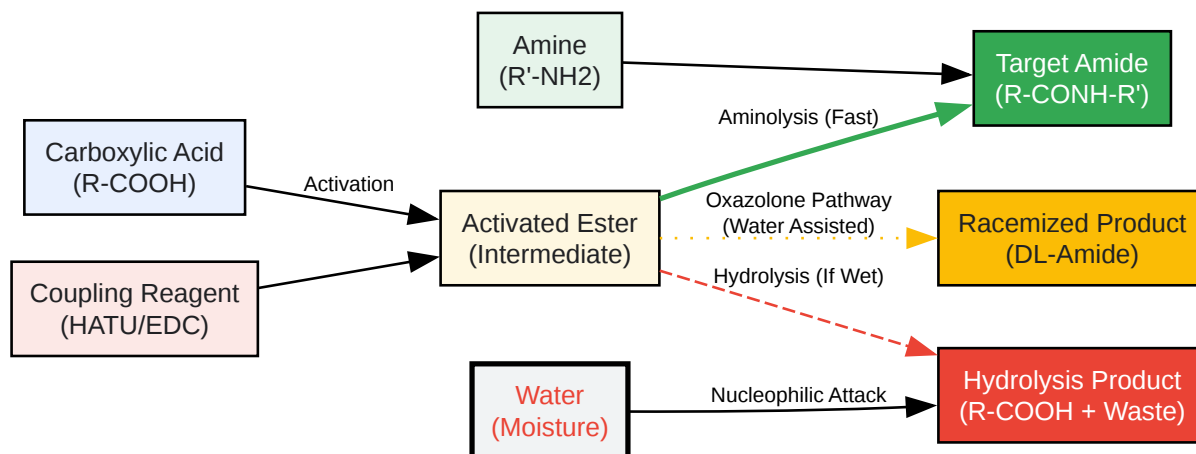 Amine
(R'-NH2)
Target Amide
(R-CONH-R')
Aminolysis (Fast)
Carboxylic Acid
(R-COOH)
Activation
Activated Ester
(Intermediate)
Oxazolone Pathway
(Water Assisted)
Racemized Product
(DL-Amide)
Coupling Reagent
(HATU/EDC)
Hydrolysis (If Wet)
Water
(Moisture)
Nucleophilic Attack
Hydrolysis Product
(R-COOH + Waste)